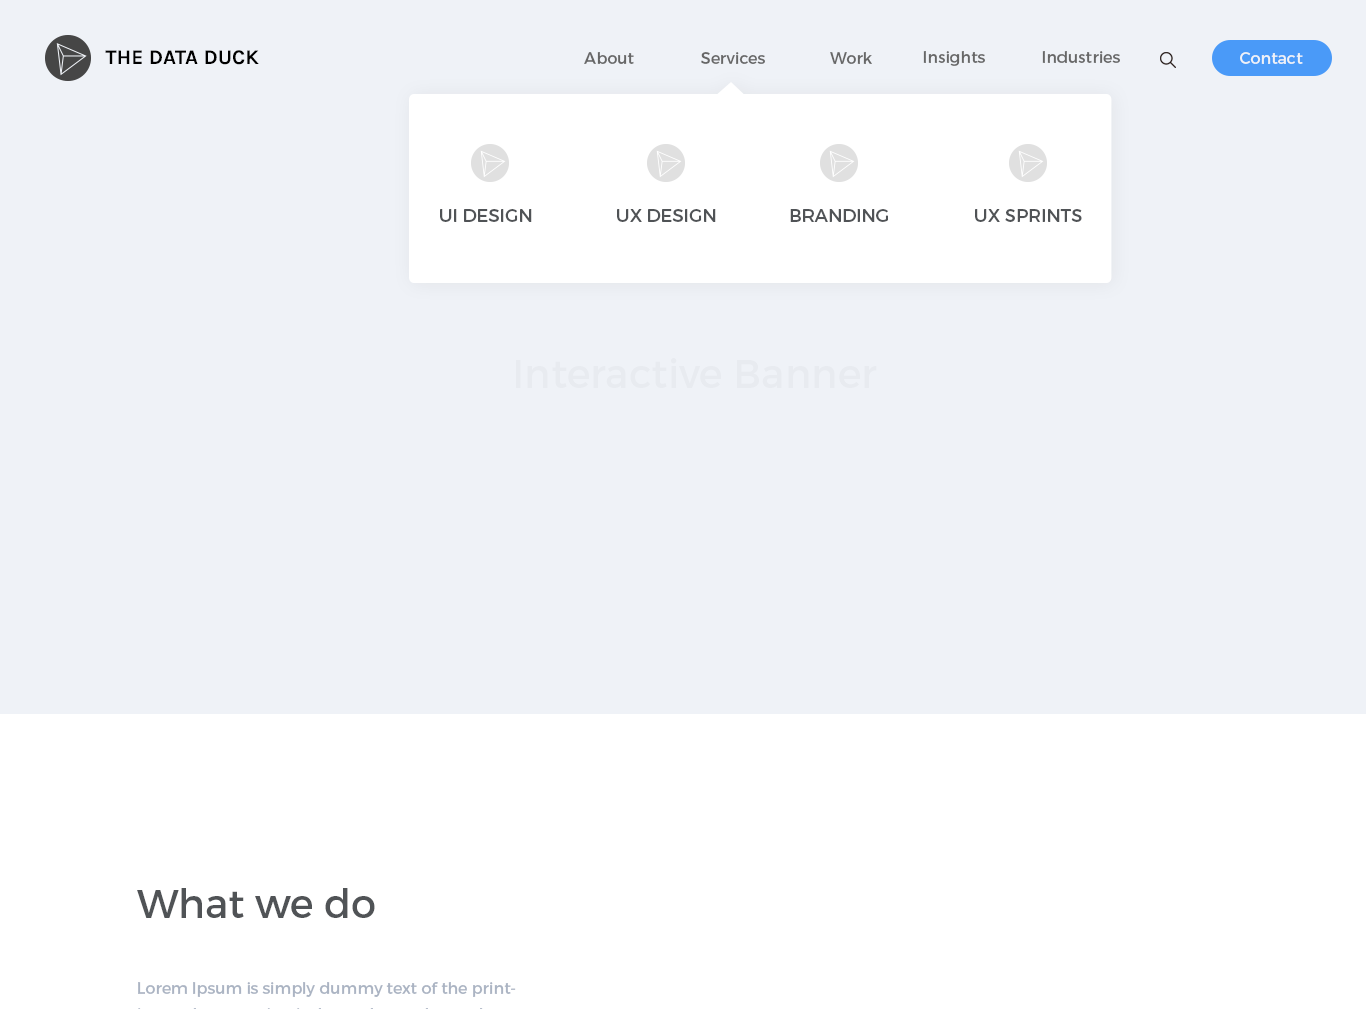 THE DATA DUCK
About Services Work Insights Industries Contact
UI DESIGN UX DESIGN BRANDING UX SPRINTS
Interactive Banner
What we do
Lorem Ipsum is simply dummy text of the print-